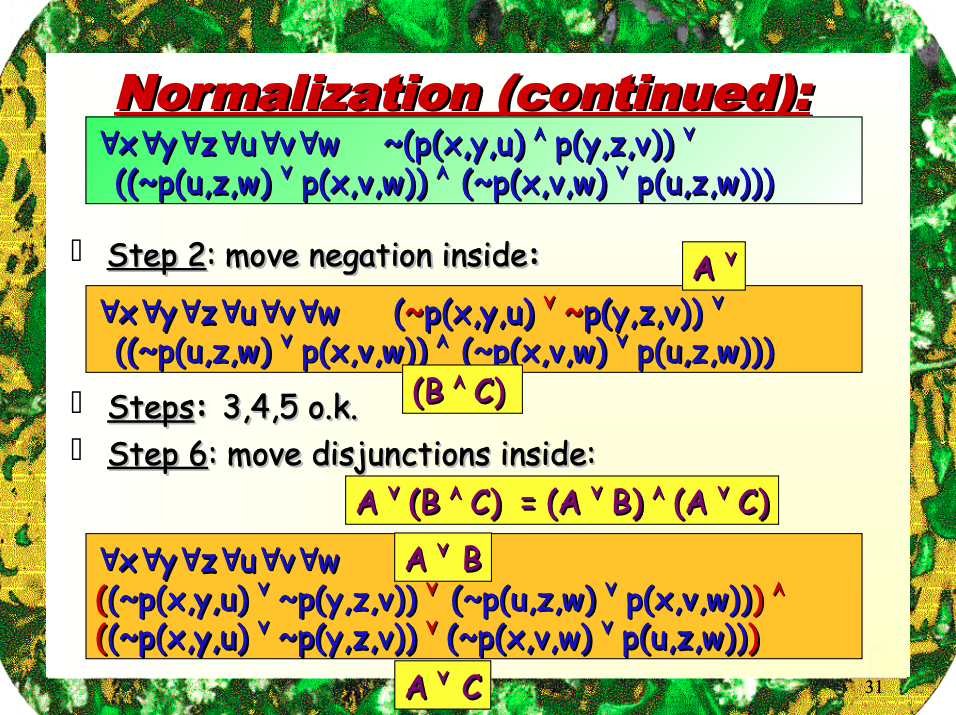 Normalization (continued):
∀x ∀y ∀z ∀u ∀v ∀w ~(p(x,y,u) ∧ p(y,z,v)) ∨
((~p(u,z,w) ∨ p(x,v,w)) ∧ (~p(x,v,w) ∨ p(u,z,w)))
Step 2: move negation inside:
A ∨
∀x ∀y ∀z ∀u ∀v ∀w (~p(x,y,u) ∨ ~p(y,z,v)) ∨
((~p(u,z,w) ∨ p(x,v,w)) ∧ (~p(x,v,w) ∨ p(u,z,w)))
(B ∧ C)
Steps: 3,4,5 o.k.
Step 6: move disjunctions inside:
A ∨ (B ∧ C) = (A ∨ B) ∧ (A ∨ C)
∀x ∀y ∀z ∀u ∀v ∀w
A ∨ B
((~p(x,y,u) ∨ ~p(y,z,v)) ∨ (~p(u,z,w) ∨ p(x,v,w))) ∧
((~p(x,y,u) ∨ ~p(y,z,v)) ∨ (~p(x,v,w) ∨ p(u,z,w)))
A ∨ C
31